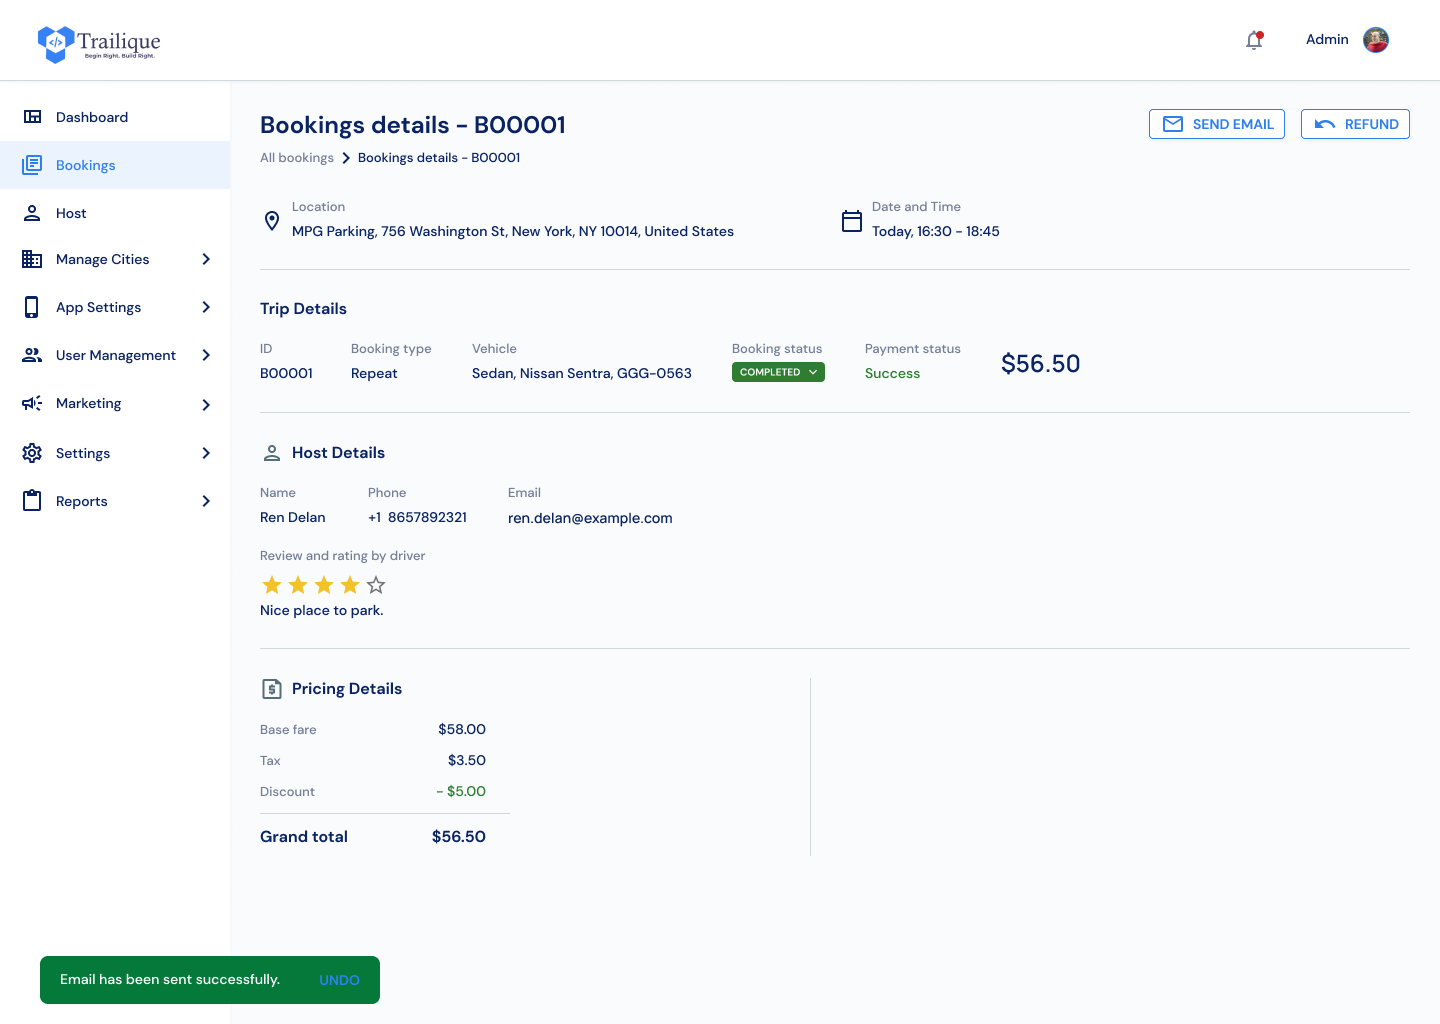 Trailique
Begin Right. Build Right.
Admin
Dashboard
Bookings
Host
Manage Cities
App Settings
User Management
Marketing
Settings
Reports
Bookings details - B00001
SEND EMAIL
REFUND
All bookings > Bookings details - B00001
Location
MPG Parking, 756 Washington St, New York, NY 10014, United States
Date and Time
Today, 16:30 - 18:45
Trip Details
ID
B00001
Booking type
Repeat
Vehicle
Sedan, Nissan Sentra, GGG-0563
Booking status
COMPLETED
Payment status
Success
$56.50
Host Details
Name
Ren Delan
Phone
+1 8657892321
Email
ren.delan@example.com
Review and rating by driver
Nice place to park.
Pricing Details
Base fare $58.00
Tax $3.50
Discount - $5.00
Grand total $56.50
Email has been sent successfully. UNDO